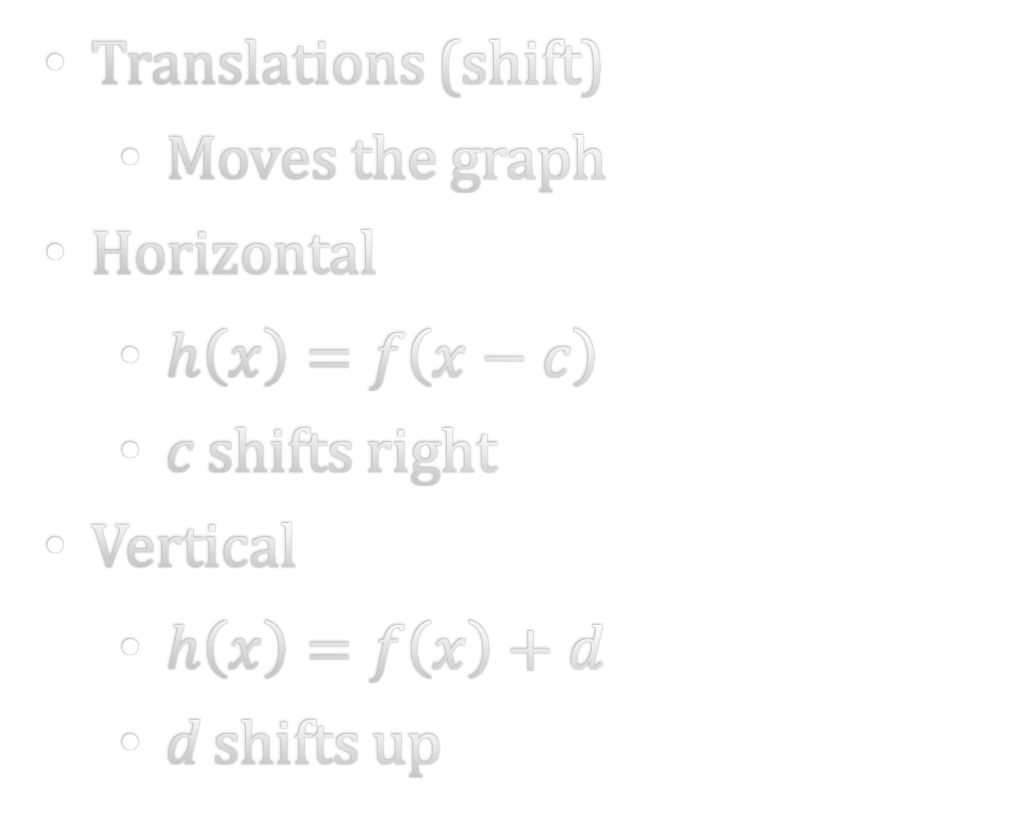 Translations (shift)
Moves the graph
Horizontal
h(x) = f(x − c)
c shifts right
Vertical
h(x) = f(x) + d
d shifts up